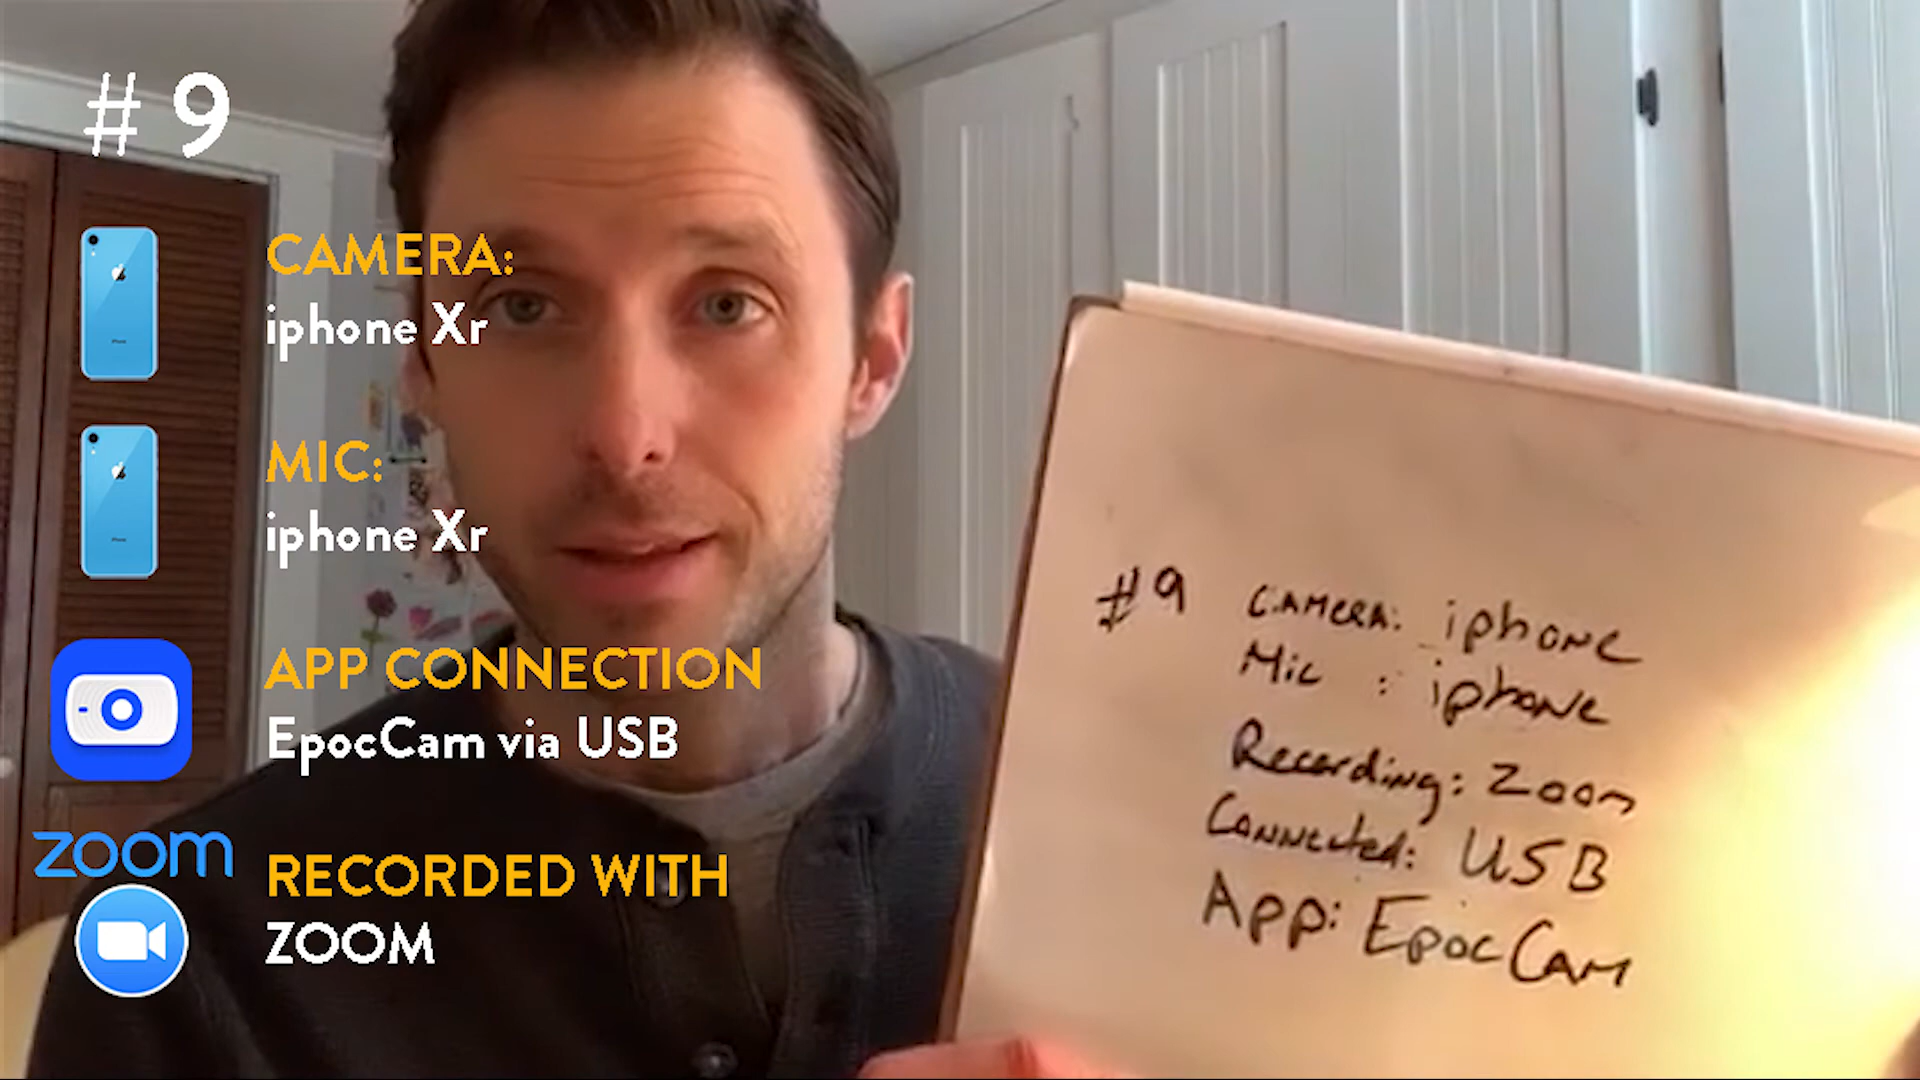 # 9
CAMERA:
iphone Xr
MIC:
iphone Xr
APP CONNECTION
EpocCam via USB
zoom
RECORDED WITH
ZOOM
#9 CAMERA: iphone
Mic : iphone
Recording: Zoom
Connected: USB
App: EpocCam